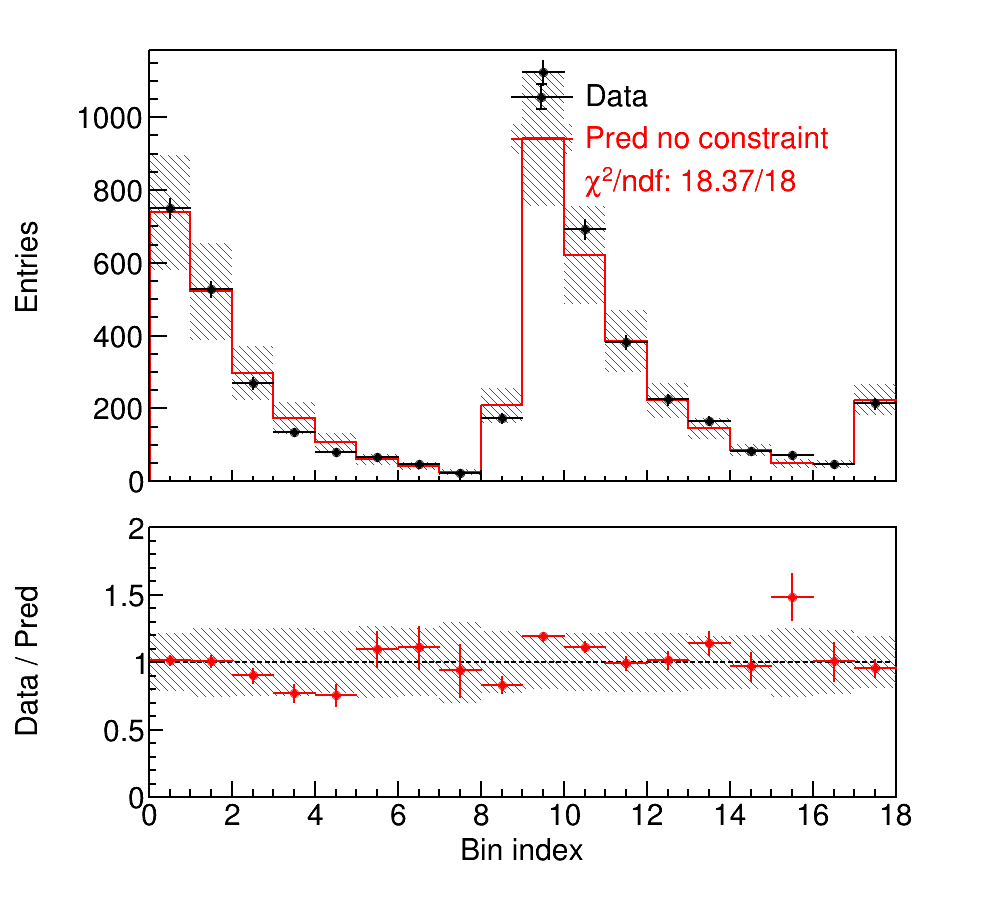 Entries
1000
800
600
400
200
0
Data
Pred no constraint
χ²/ndf: 18.37/18
Data / Pred
2
1.5
1
0.5
0
0 2 4 6 8 10 12 14 16 18
Bin index